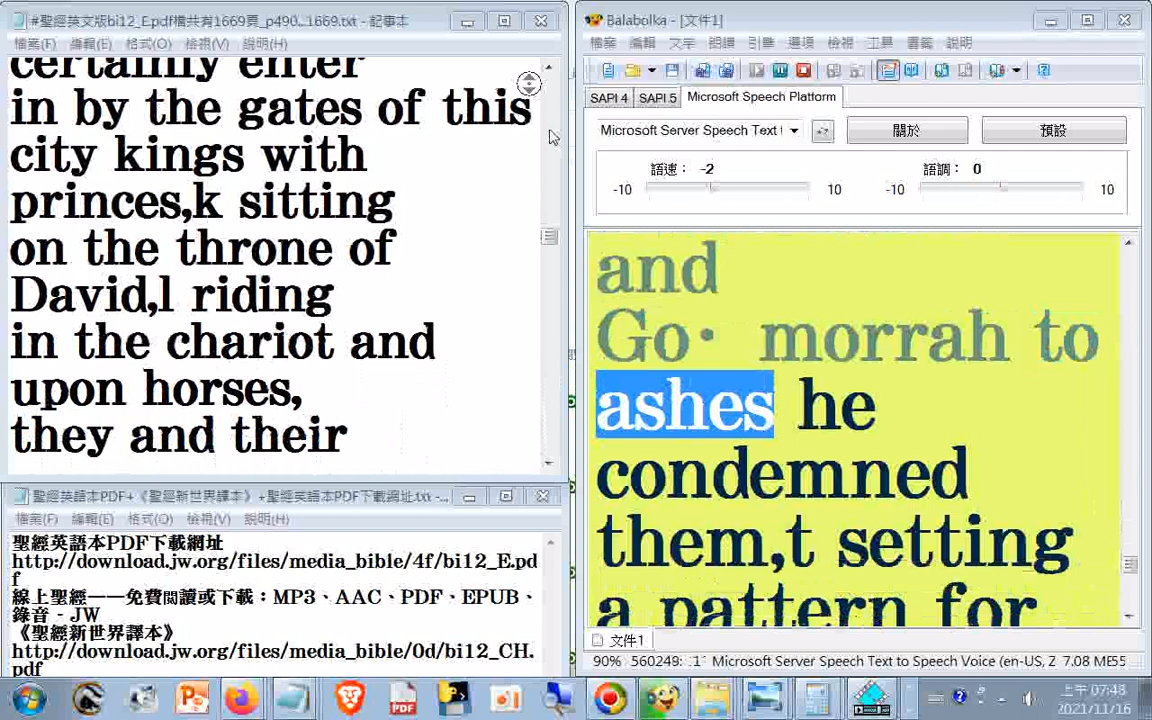 #聖經英文版bi12_E.pdf橫共有1669頁_p490...1669.txt - 記事本
檔案(F) 編輯(E) 格式(O) 檢視(V) 說明(H)
certainly enter
in by the gates of this
city kings with
princes,k sitting
on the throne of
David,l riding
in the chariot and
upon horses,
they and their
聖經英語本PDF+《聖經新世界譯本》+聖經英語本PDF下載網址.txt - ...
檔案(F) 編輯(E) 格式(O) 檢視(V) 說明(H)
聖經英語本PDF下載網址
http://download.jw.org/files/media_bible/4f/bi12_E.pd
f
線上聖經——免費閱讀或下載：MP3、AAC、PDF、EPUB、
錄音 - JW
《聖經新世界譯本》
http://download.jw.org/files/media_bible/0d/bi12_CH.
pdf
Balabolka - [文件1]
檔案 編輯 文字 朗讀 引擎 選項 檢視 工具 書籤 說明
SAPI 4 SAPI 5 Microsoft Speech Platform
Microsoft Server Speech Text 關於 預設
語速： -2 語調： 0
-10 10 -10 10
and
Go· morrah to
ashes he
condemned
them,t setting
a pattern for
文件1
90% 560249: Microsoft Server Speech Text to Speech Voice (en-US, Z 7.08 ME55
上午 07:48
2021/11/16